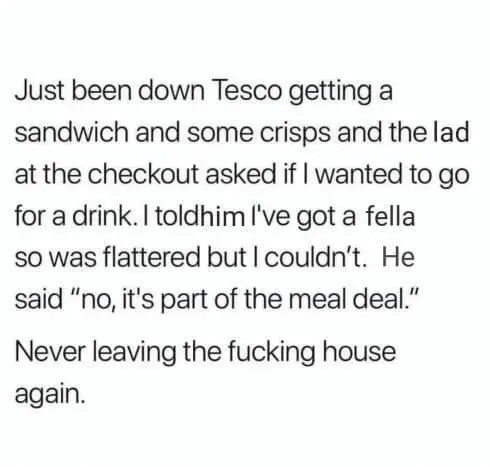 Just been down Tesco getting a
sandwich and some crisps and the lad
at the checkout asked if I wanted to go
for a drink. I toldhim I've got a fella
so was flattered but I couldn't. He
said "no, it's part of the meal deal."
Never leaving the fucking house
again.